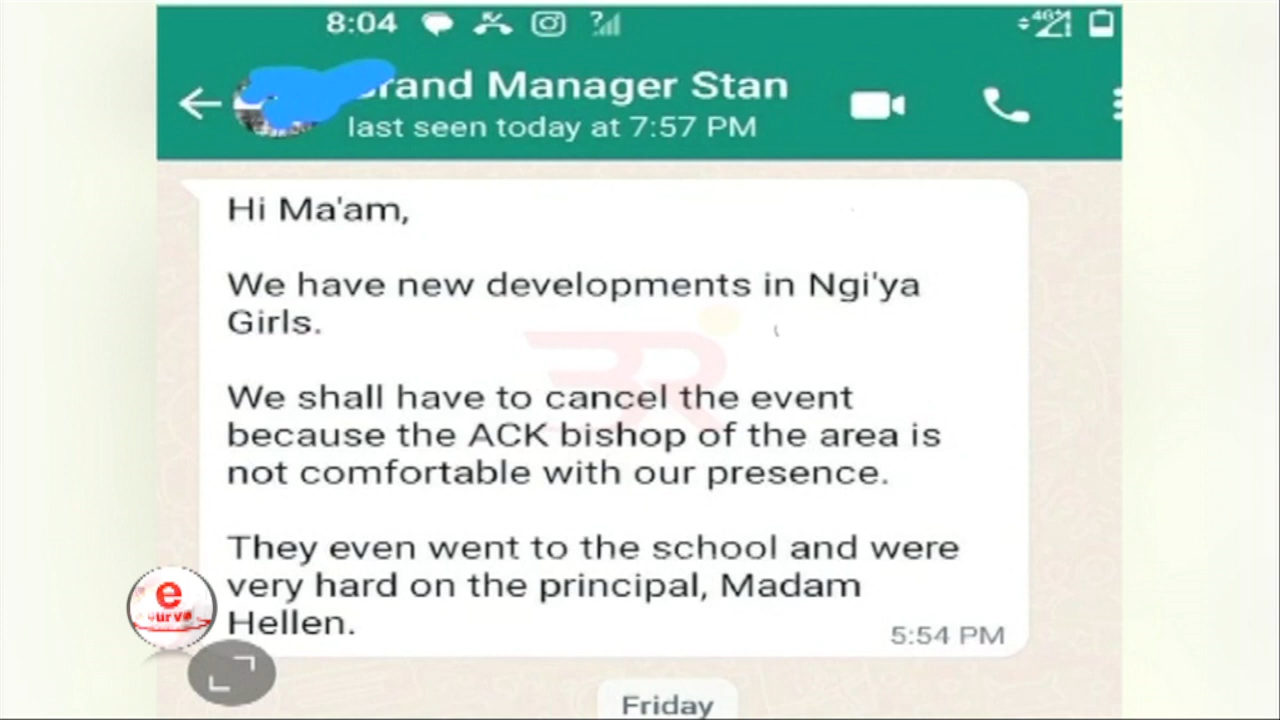 8:04
4G
Brand Manager Stan
last seen today at 7:57 PM
Hi Ma'am,
We have new developments in Ngi'ya
Girls.
We shall have to cancel the event
because the ACK bishop of the area is
not comfortable with our presence.
They even went to the school and were
very hard on the principal, Madam
Hellen.
5:54 PM
e
Friday